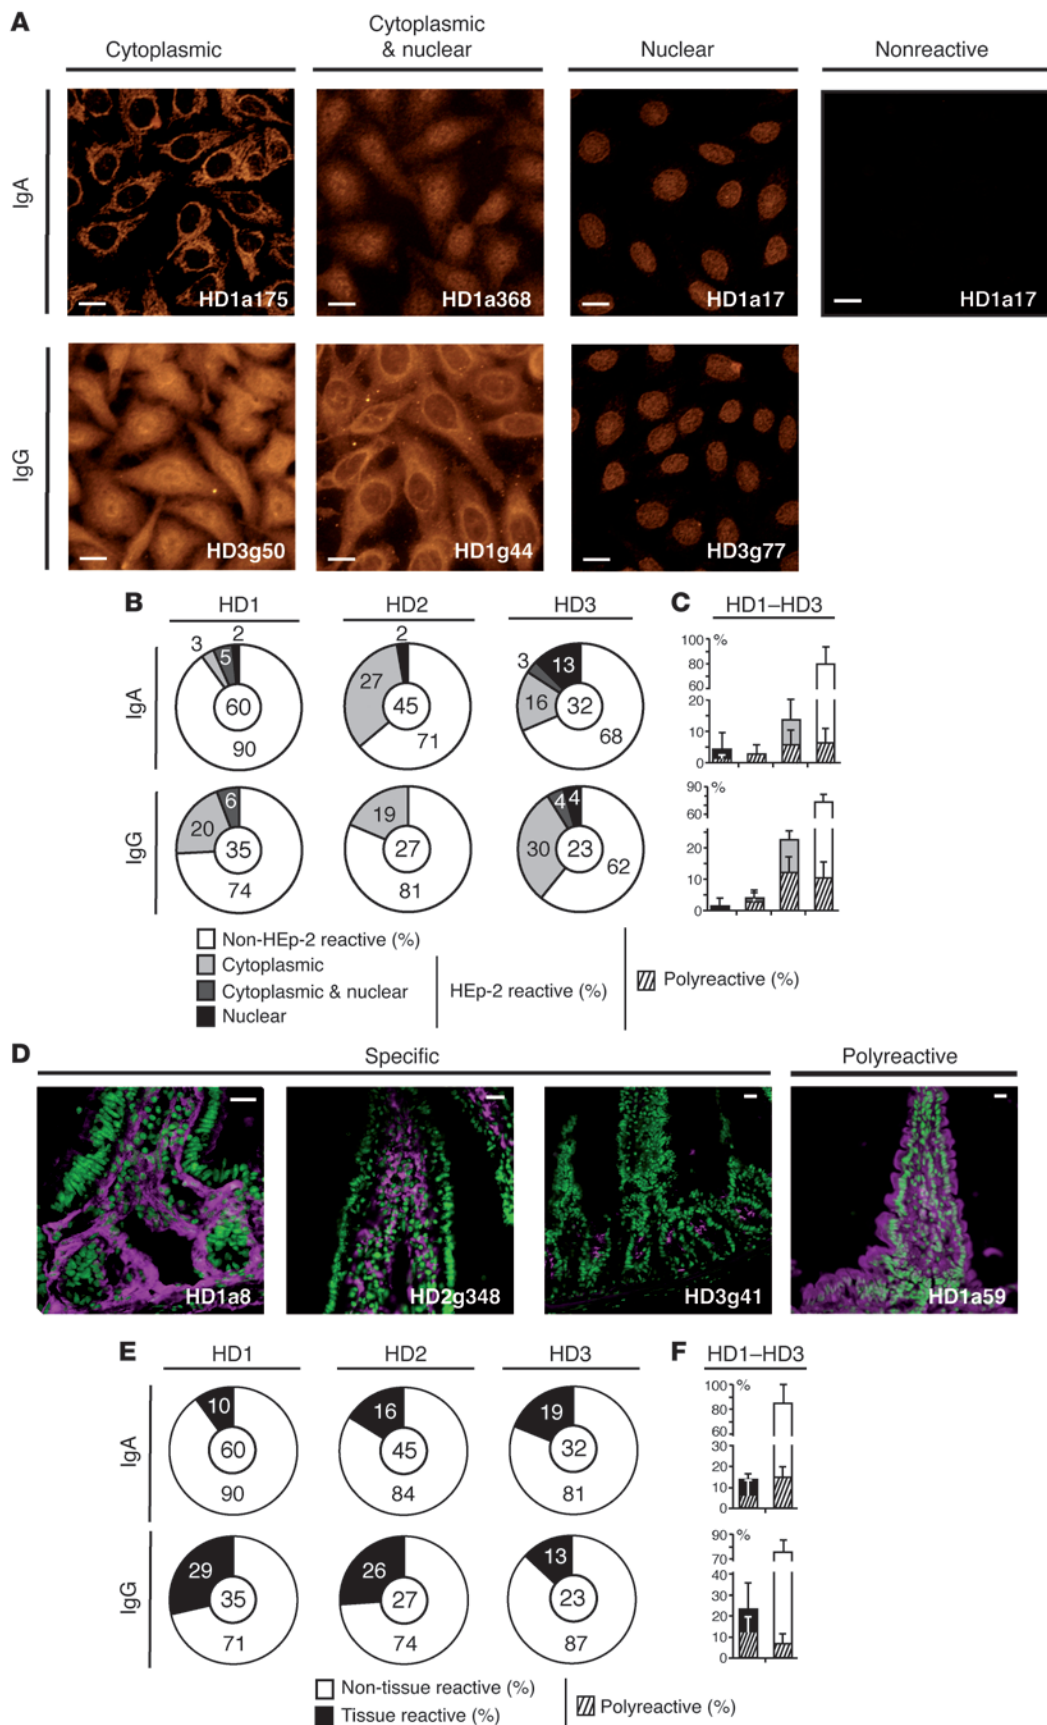 A
Cytoplasmic
Cytoplasmic
& nuclear
Nuclear
Nonreactive
IgA
HD1a175
HD1a368
HD1a17
HD1a17
IgG
HD3g50
HD1g44
HD3g77
B
HD1
HD2
HD3
C
HD1–HD3
IgA
3
5
2
60
90
27
2
45
71
3
16
13
32
68
%
100
80
60
20
10
0
IgG
20
6
35
74
19
27
81
30
4
4
23
62
%
90
60
30
10
0
Non-HEp-2 reactive (%)
Cytoplasmic
Cytoplasmic & nuclear
Nuclear
HEp-2 reactive (%)
Polyreactive (%)
D
Specific
Polyreactive
HD1a8
HD2g348
HD3g41
HD1a59
E
HD1
HD2
HD3
F
HD1–HD3
IgA
10
60
90
16
45
84
19
32
81
%
100
80
60
30
20
10
0
IgG
29
35
71
26
27
74
13
23
87
%
90
70
40
30
20
10
0
Non-tissue reactive (%)
Tissue reactive (%)
Polyreactive (%)